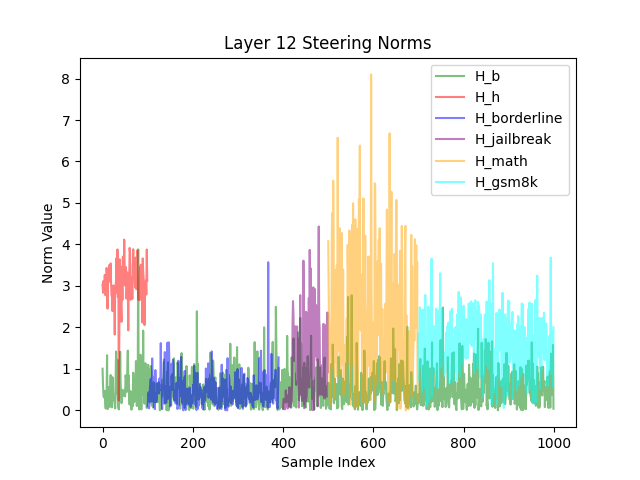 Layer 12 Steering Norms
H_b
H_h
H_borderline
H_jailbreak
H_math
H_gsm8k
Norm Value
8
7
6
5
4
3
2
1
0
0 200 400 600 800 1000
Sample Index